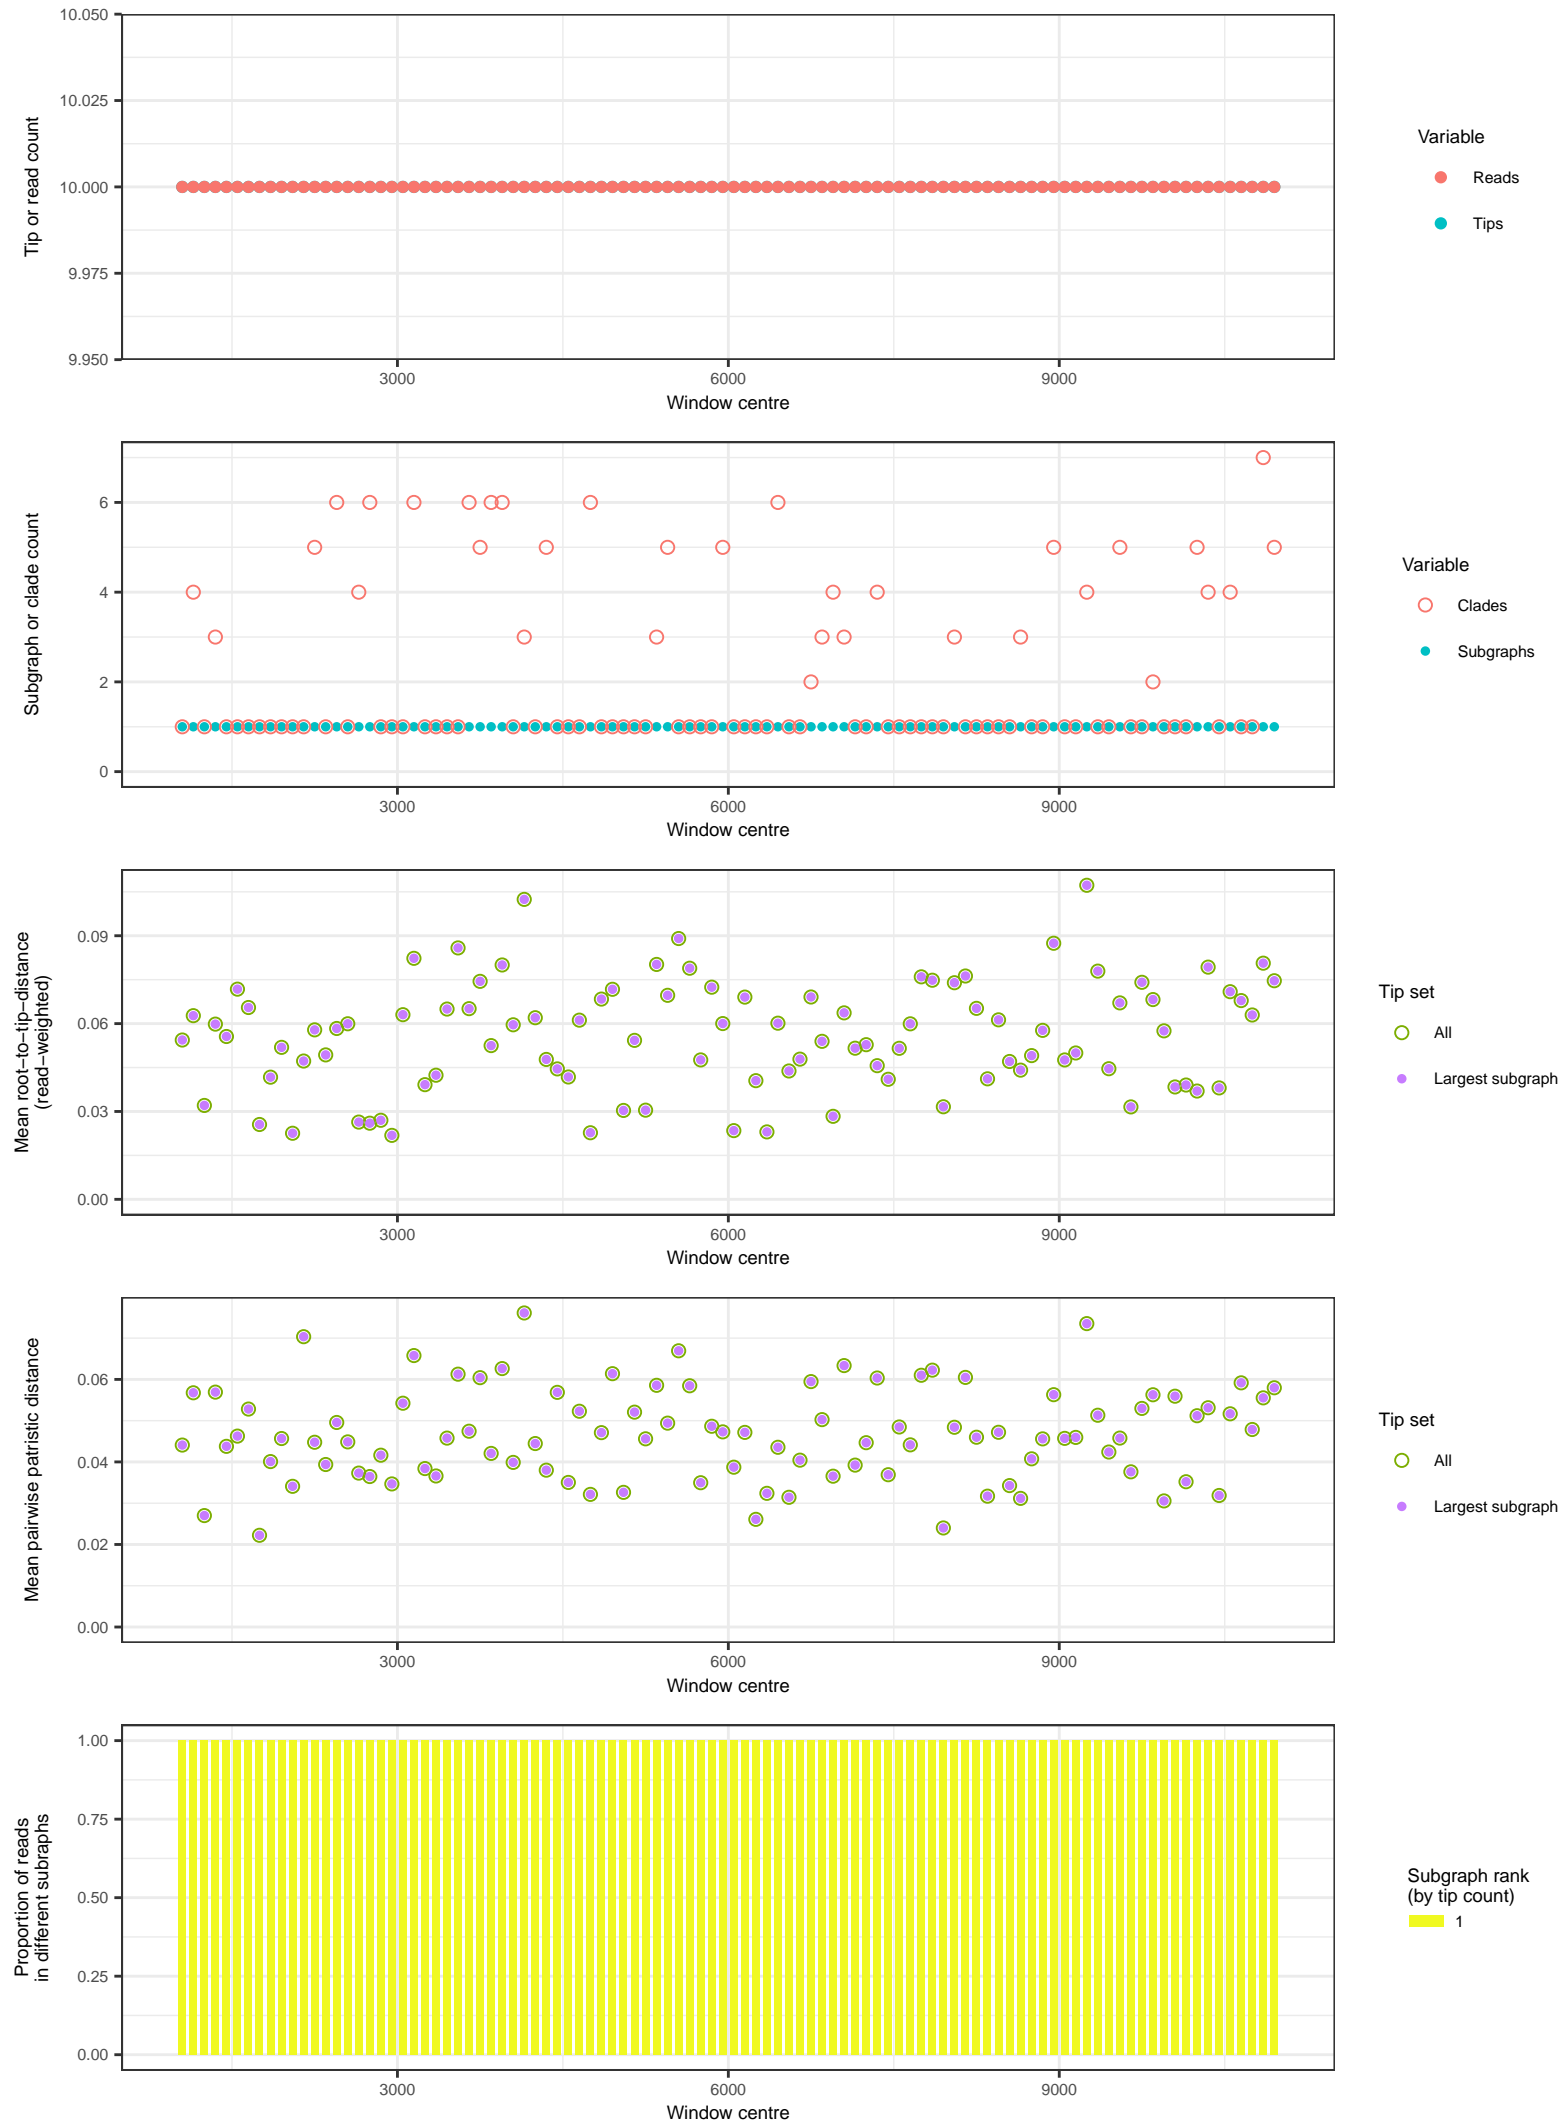 10.050
10.025
10.000
9.975
9.950
Tip or read count
3000
6000
9000
Window centre
Variable
Reads
Tips
6
4
2
0
Subgraph or clade count
3000
6000
9000
Window centre
Variable
Clades
Subgraphs
0.09
0.06
0.03
0.00
Mean root−to−tip−distance
(read−weighted)
3000
6000
9000
Window centre
Tip set
All
Largest subgraph
0.06
0.04
0.02
0.00
Mean pairwise patristic distance
3000
6000
9000
Window centre
Tip set
All
Largest subgraph
1.00
0.75
0.50
0.25
0.00
Proportion of reads
in different subraphs
3000
6000
9000
Window centre
Subgraph rank
(by tip count)
1